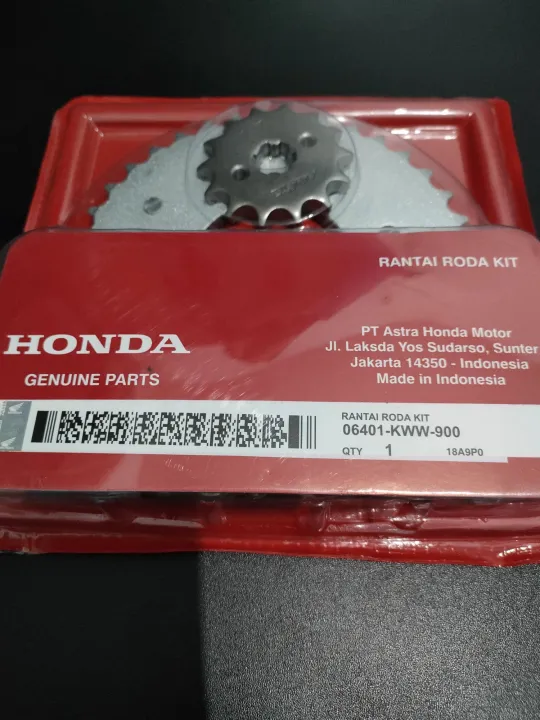 RANTAI RODA KIT
HONDA
GENUINE PARTS
PT Astra Honda Motor
Jl. Laksda Yos Sudarso, Sunter
Jakarta 14350 - Indonesia
Made in Indonesia
RANTAI RODA KIT
06401-KWW-900
QTY 1 18A9P0